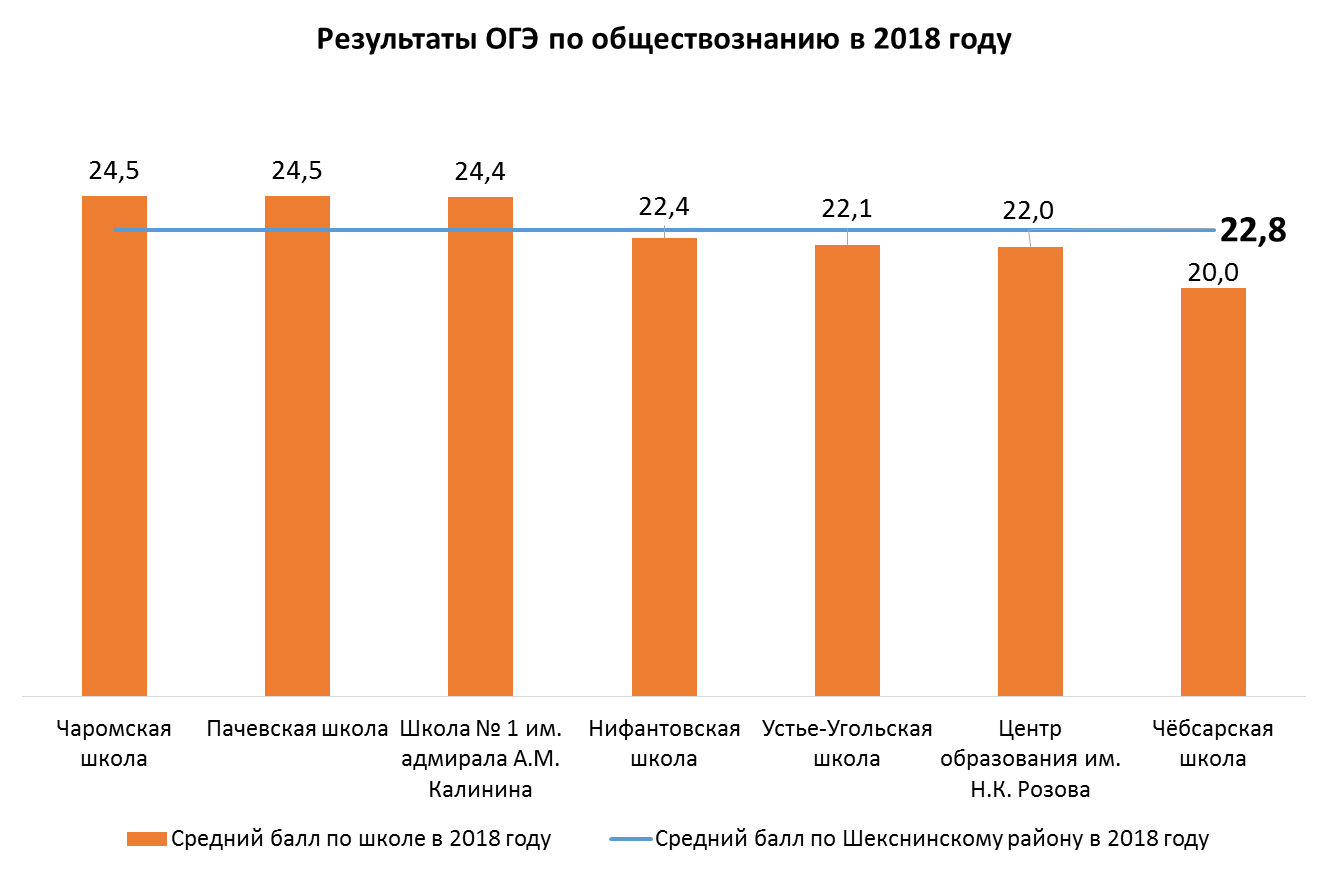 Результаты ОГЭ по обществознанию в 2018 году
24,5
24,5
24,4
22,4
22,1
22,0
22,8
20,0
Чаромская
школа
Пачевская школа
Школа № 1 им.
адмирала А.М.
Калинина
Нифантовская
школа
Устье-Угольская
школа
Центр
образования им.
Н.К. Розова
Чёбсарская
школа
Средний балл по школе в 2018 году
Средний балл по Шекснинскому району в 2018 году